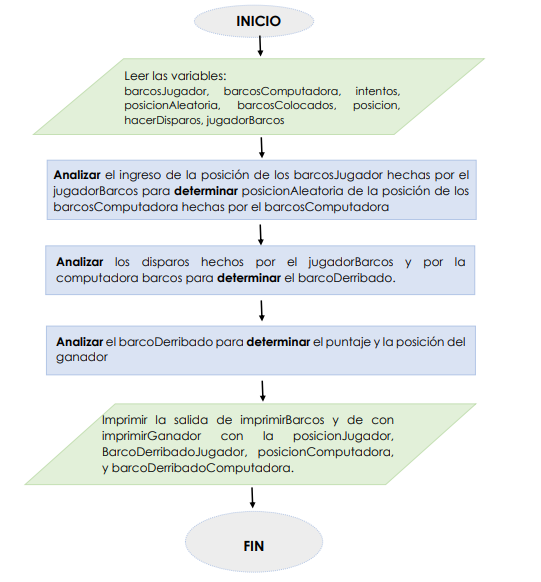 INICIO
Leer las variables:
barcosJugador, barcosComputadora, intentos,
posicionAleatoria, barcosColocados, posicion,
hacerDisparos, jugadorBarcos
Analizar el ingreso de la posición de los barcosJugador hechas por el
jugadorBarcos para determinar posicionAleatoria de la posición de los
barcosComputadora hechas por el barcosComputadora
Analizar los disparos hechos por el jugadorBarcos y por la
computadora barcos para determinar el barcoDerribado.
Analizar el barcoDerribado para determinar el puntaje y la posición del
ganador
Imprimir la salida de imprimirBarcos y de con
imprimirGanador con la posicionJugador,
BarcoDerribadoJugador, posicionComputadora,
y barcoDerribadoComputadora.
FIN